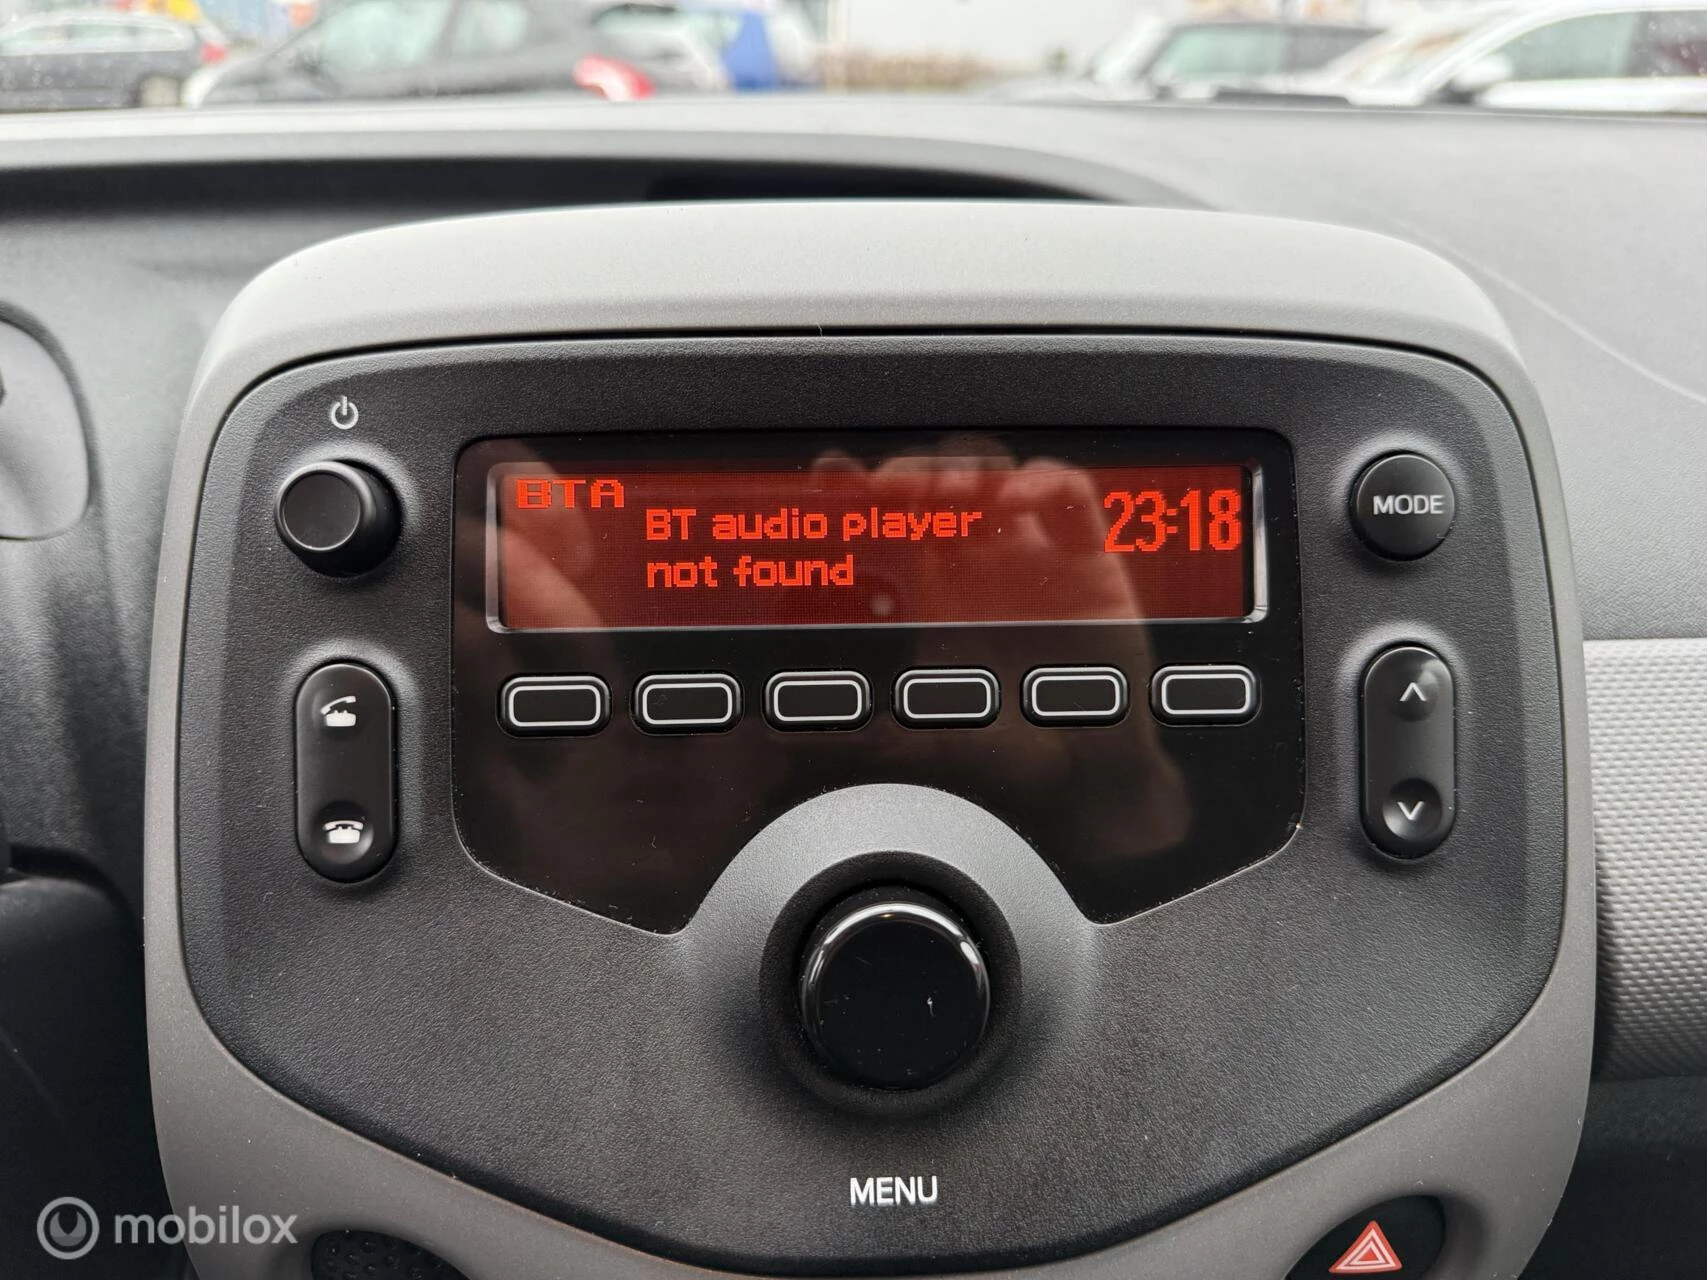 BTA
BT audio player
not found
23:18
MODE
MENU
mobilox